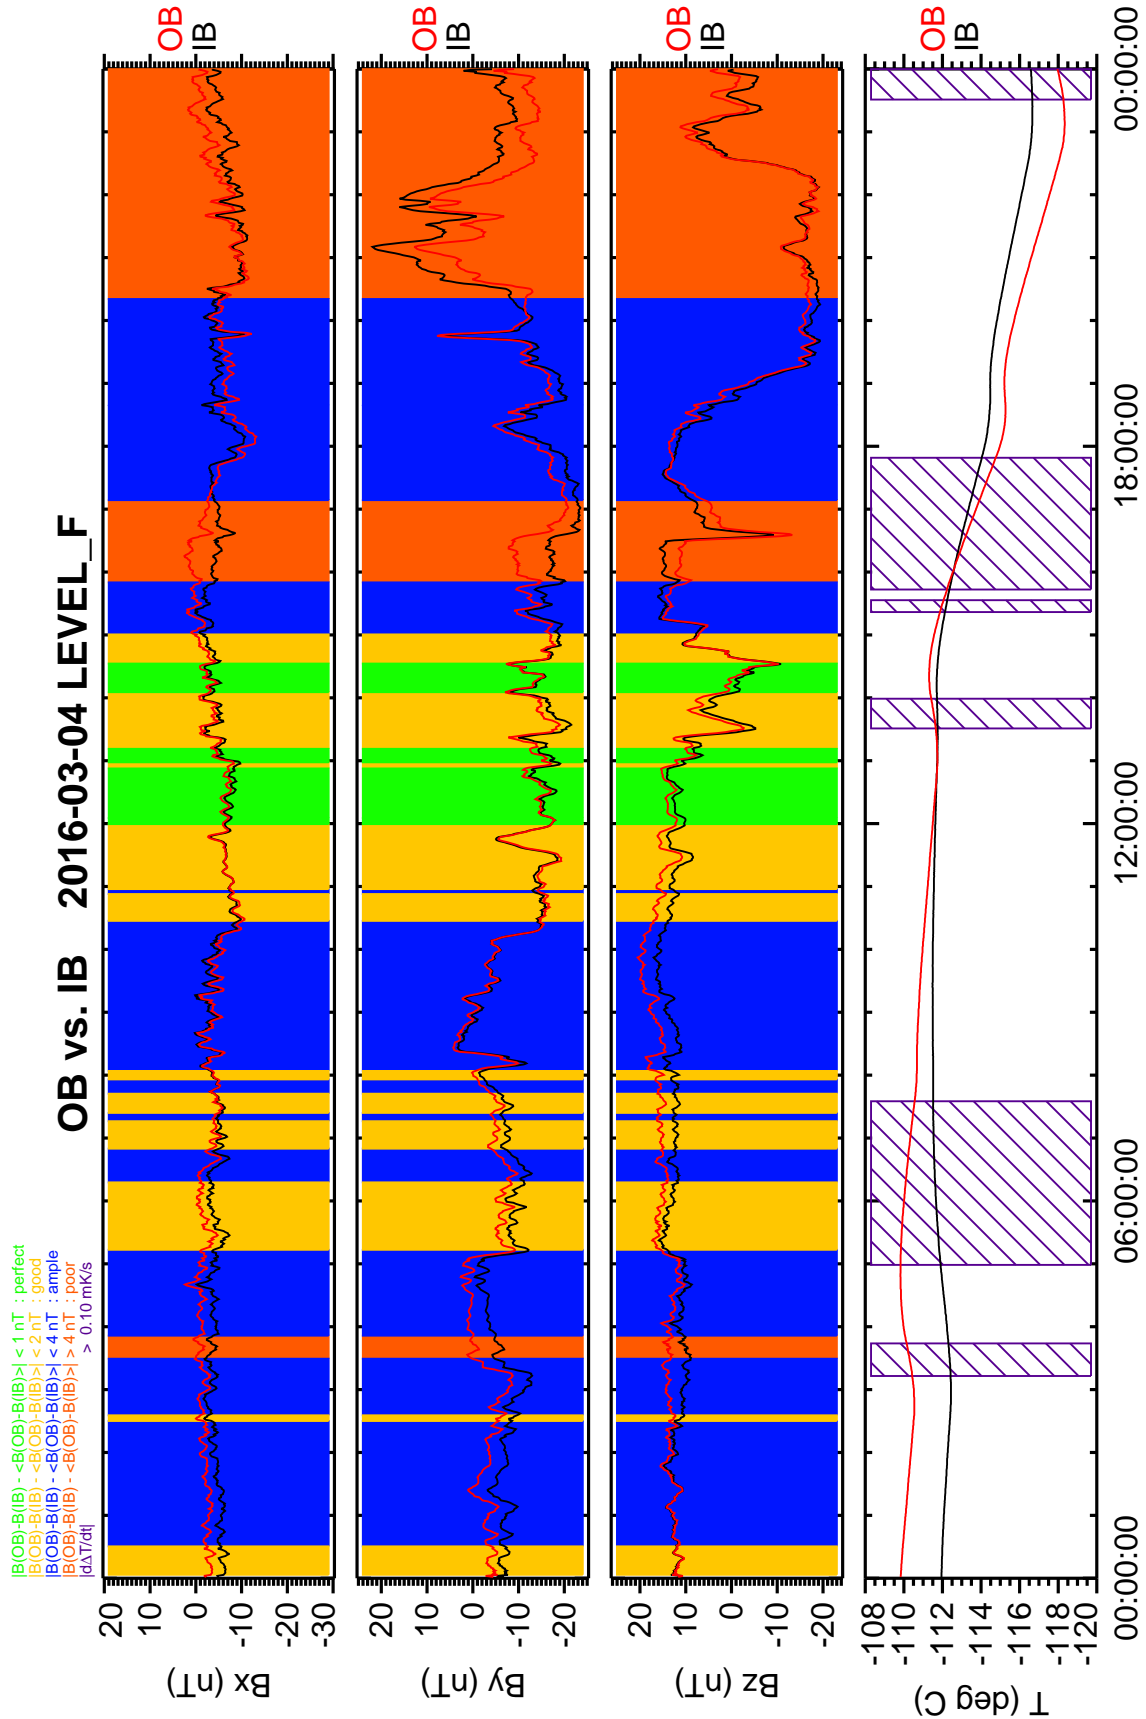 OB vs. IB 2016-03-04 LEVEL_F
|B(OB)-B(IB) - <B(OB)-B(IB)>| < 1 nT : perfect
|B(OB)-B(IB) - <B(OB)-B(IB)>| < 2 nT : good
|B(OB)-B(IB) - <B(OB)-B(IB)>| < 4 nT : ample
|B(OB)-B(IB) - <B(OB)-B(IB)>| > 4 nT : poor
|dΔT/dt| > 0.10 mK/s
Bx (nT)
20
10
0
-10
-20
-30
OB
IB
By (nT)
20
10
0
-10
-20
OB
IB
Bz (nT)
20
10
0
-10
-20
OB
IB
T (deg C)
-108
-110
-112
-114
-116
-118
-120
OB
IB
00:00:00 06:00:00 12:00:00 18:00:00 00:00:00